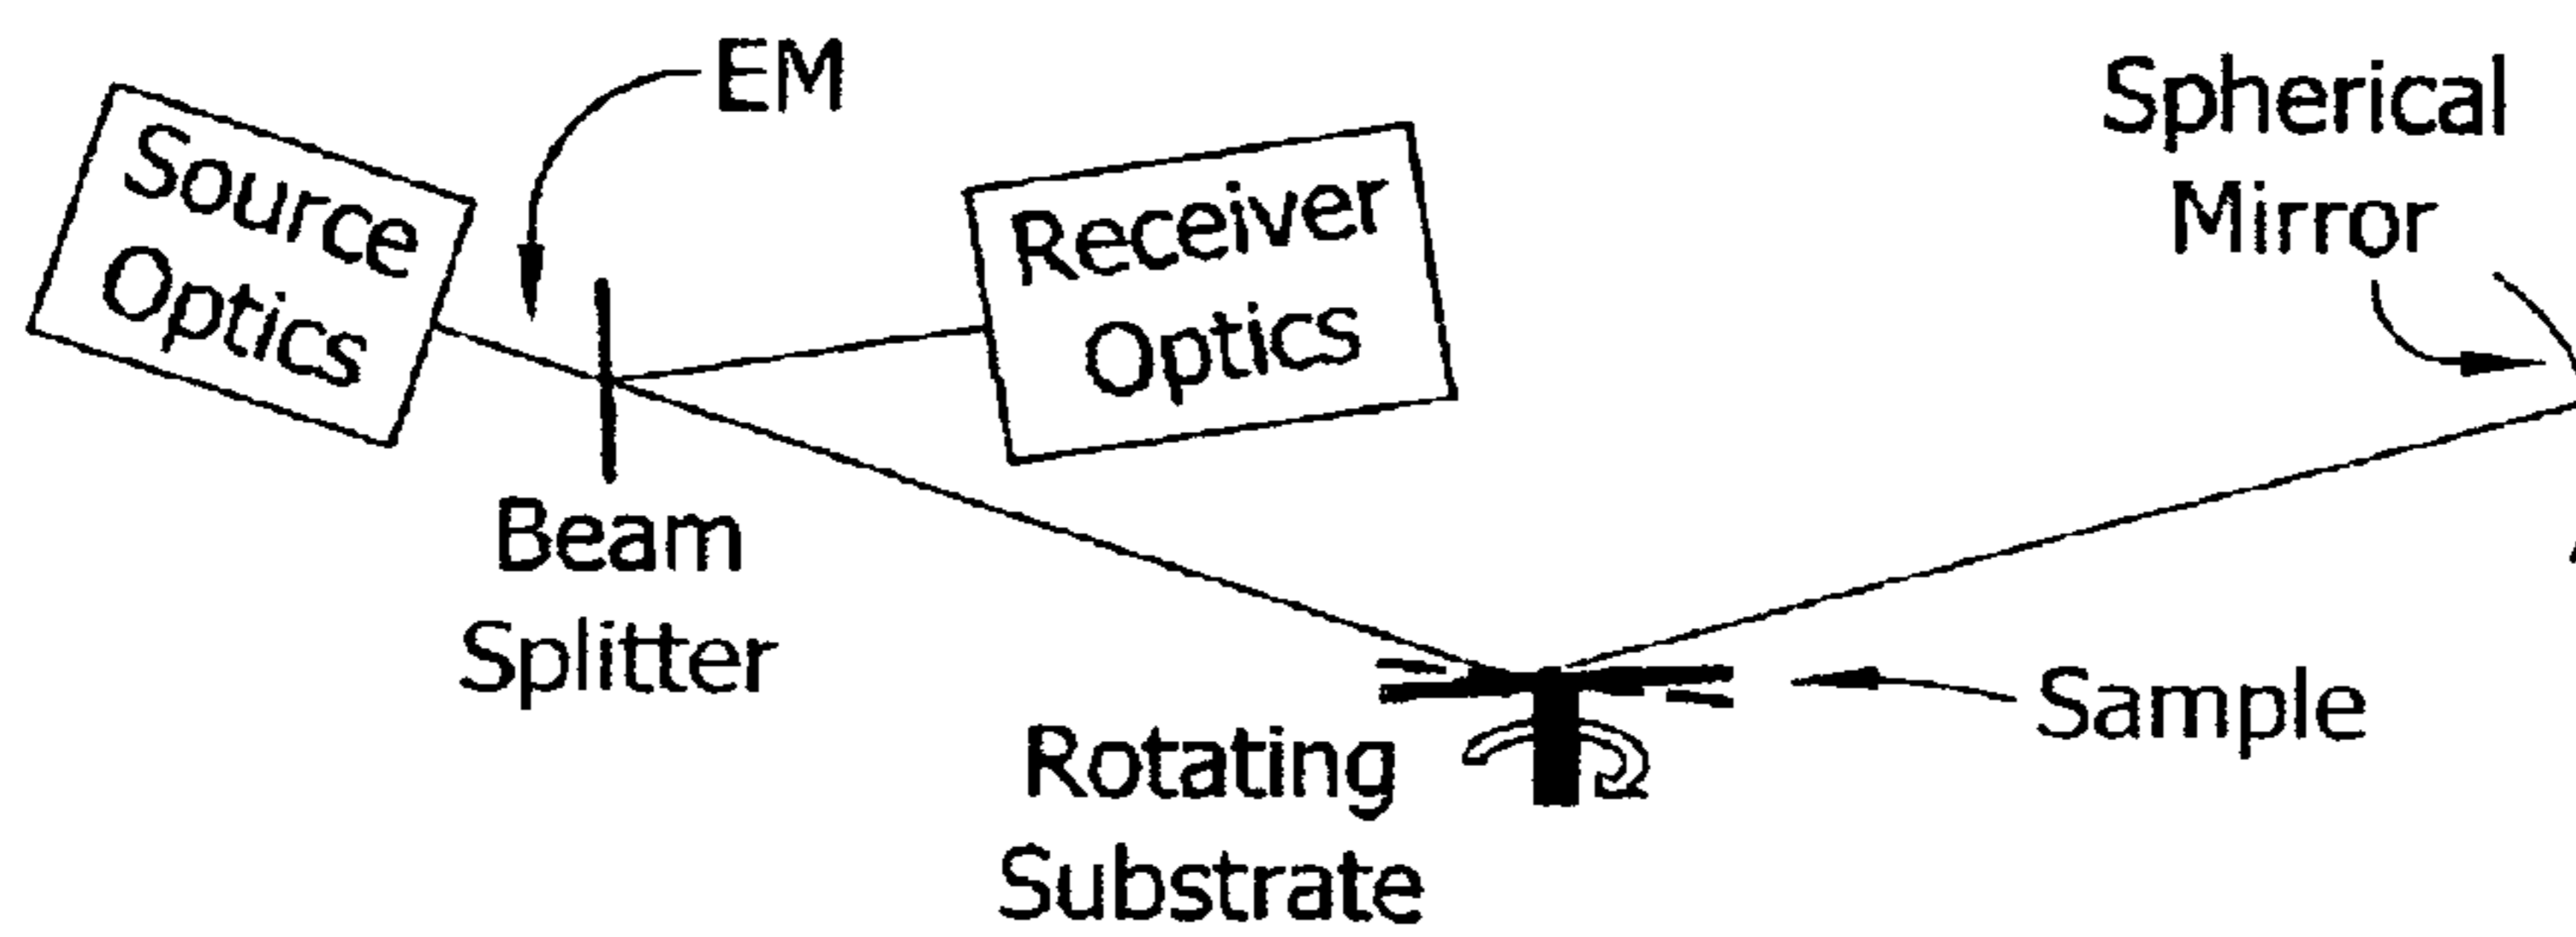 EM
Source
Optics
Receiver
Optics
Spherical
Mirror
Beam
Splitter
Sample
Rotating
Substrate